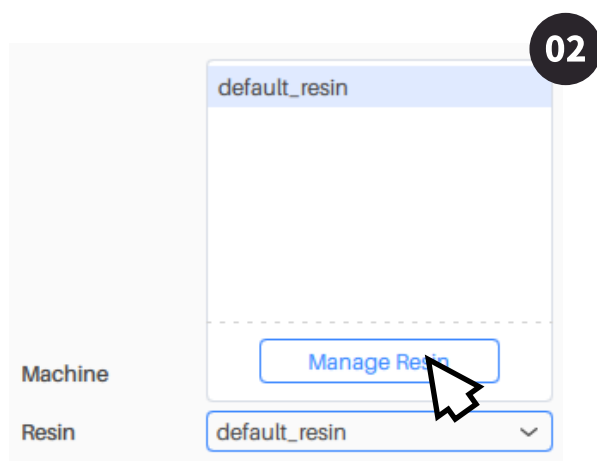 02
default_resin
Manage Resin
Machine
Resin
default_resin